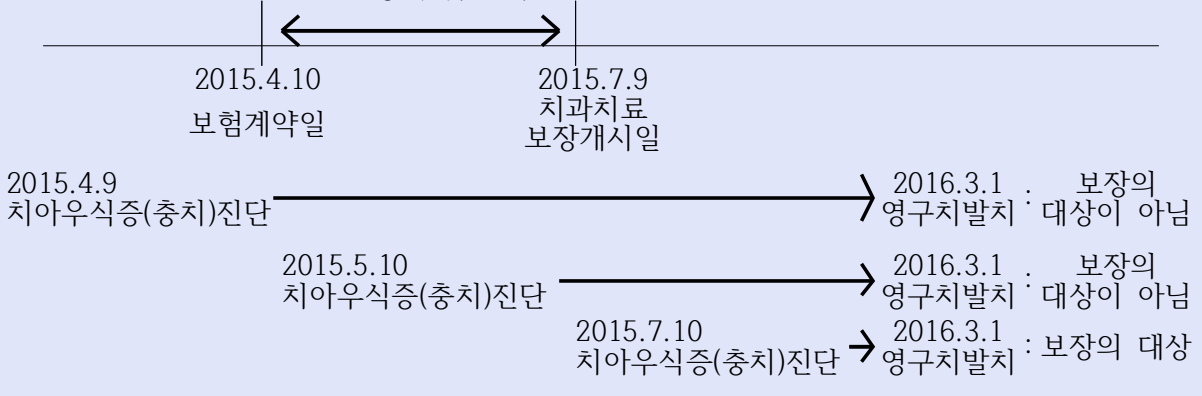 2015.4.10
보험계약일
2015.7.9
치과치료
보장개시일
2015.4.9
치아우식증(충치)진단
2016.3.1
영구치발치
: 보장의
대상이 아님
2015.5.10
치아우식증(충치)진단
2016.3.1
영구치발치
: 보장의
대상이 아님
2015.7.10
치아우식증(충치)진단
2016.3.1
영구치발치
: 보장의 대상